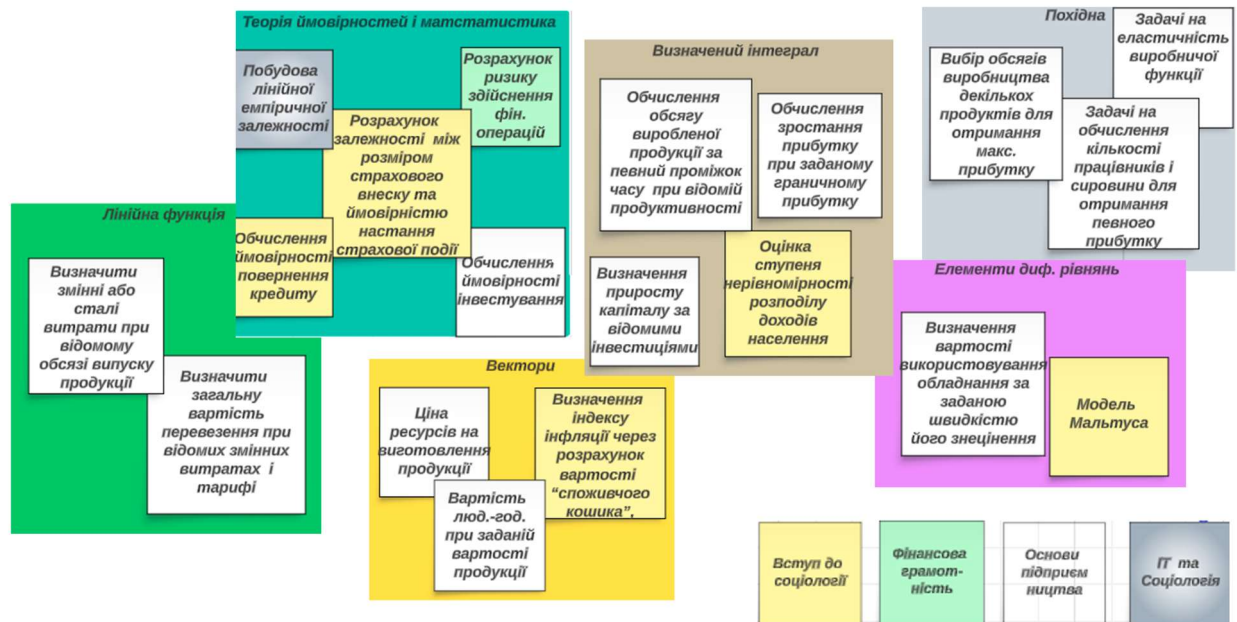 Теорія ймовірностей і матстатистика
Побудова
лінійної
емпіричної
залежності
Розрахунок
ризику
здійснення
фін.
операцій
Розрахунок
залежності між
розміром
страхового
внеску та
ймовірністю
настання
страхової події
Обчислення
ймовірності
повернення
кредиту
Обчислення
ймовірності
інвестування
Визначений інтеграл
Обчислення
обсягу
виробленої
продукції за
певний проміжок
часу при відомій
продуктивності
Обчислення
зростання
прибутку
при заданому
граничному
прибутку
Визначення
приросту
капіталу за
відомими
інвестиціями
Оцінка
ступеня
нерівномірності
розподілу
доходів
населення
Похідна
Вибір обсягів
виробництва
декількох
продуктів для
отримання
макс.
прибутку
Задачі на
еластичність
виробничої
функції
Задачі на
обчислення
кількості
працівників і
сировини для
отримання
певного
прибутку
Лінійна функція
Визначити
змінні або
сталі
витрати при
відомому
обсязі випуску
продукції
Визначити
загальну
вартість
перевезення при
відомих змінних
витратах і
тарифі
Вектори
Ціна
ресурсів на
виготовлення
продукції
Визначення
індексу
інфляції через
розрахунок
вартості
“споживчого
кошика”.
Вартість
люд.-год.
при заданій
вартості
продукції
Елементи диф. рівнянь
Визначення
вартості
використовування
обладнання за
заданою
швидкістю
його знецінення
Модель
Мальтуса
Вступ до
соціології
Фінансова
грамот-
ність
Основи
підприєм
ництва
ІТ та
Соціологія